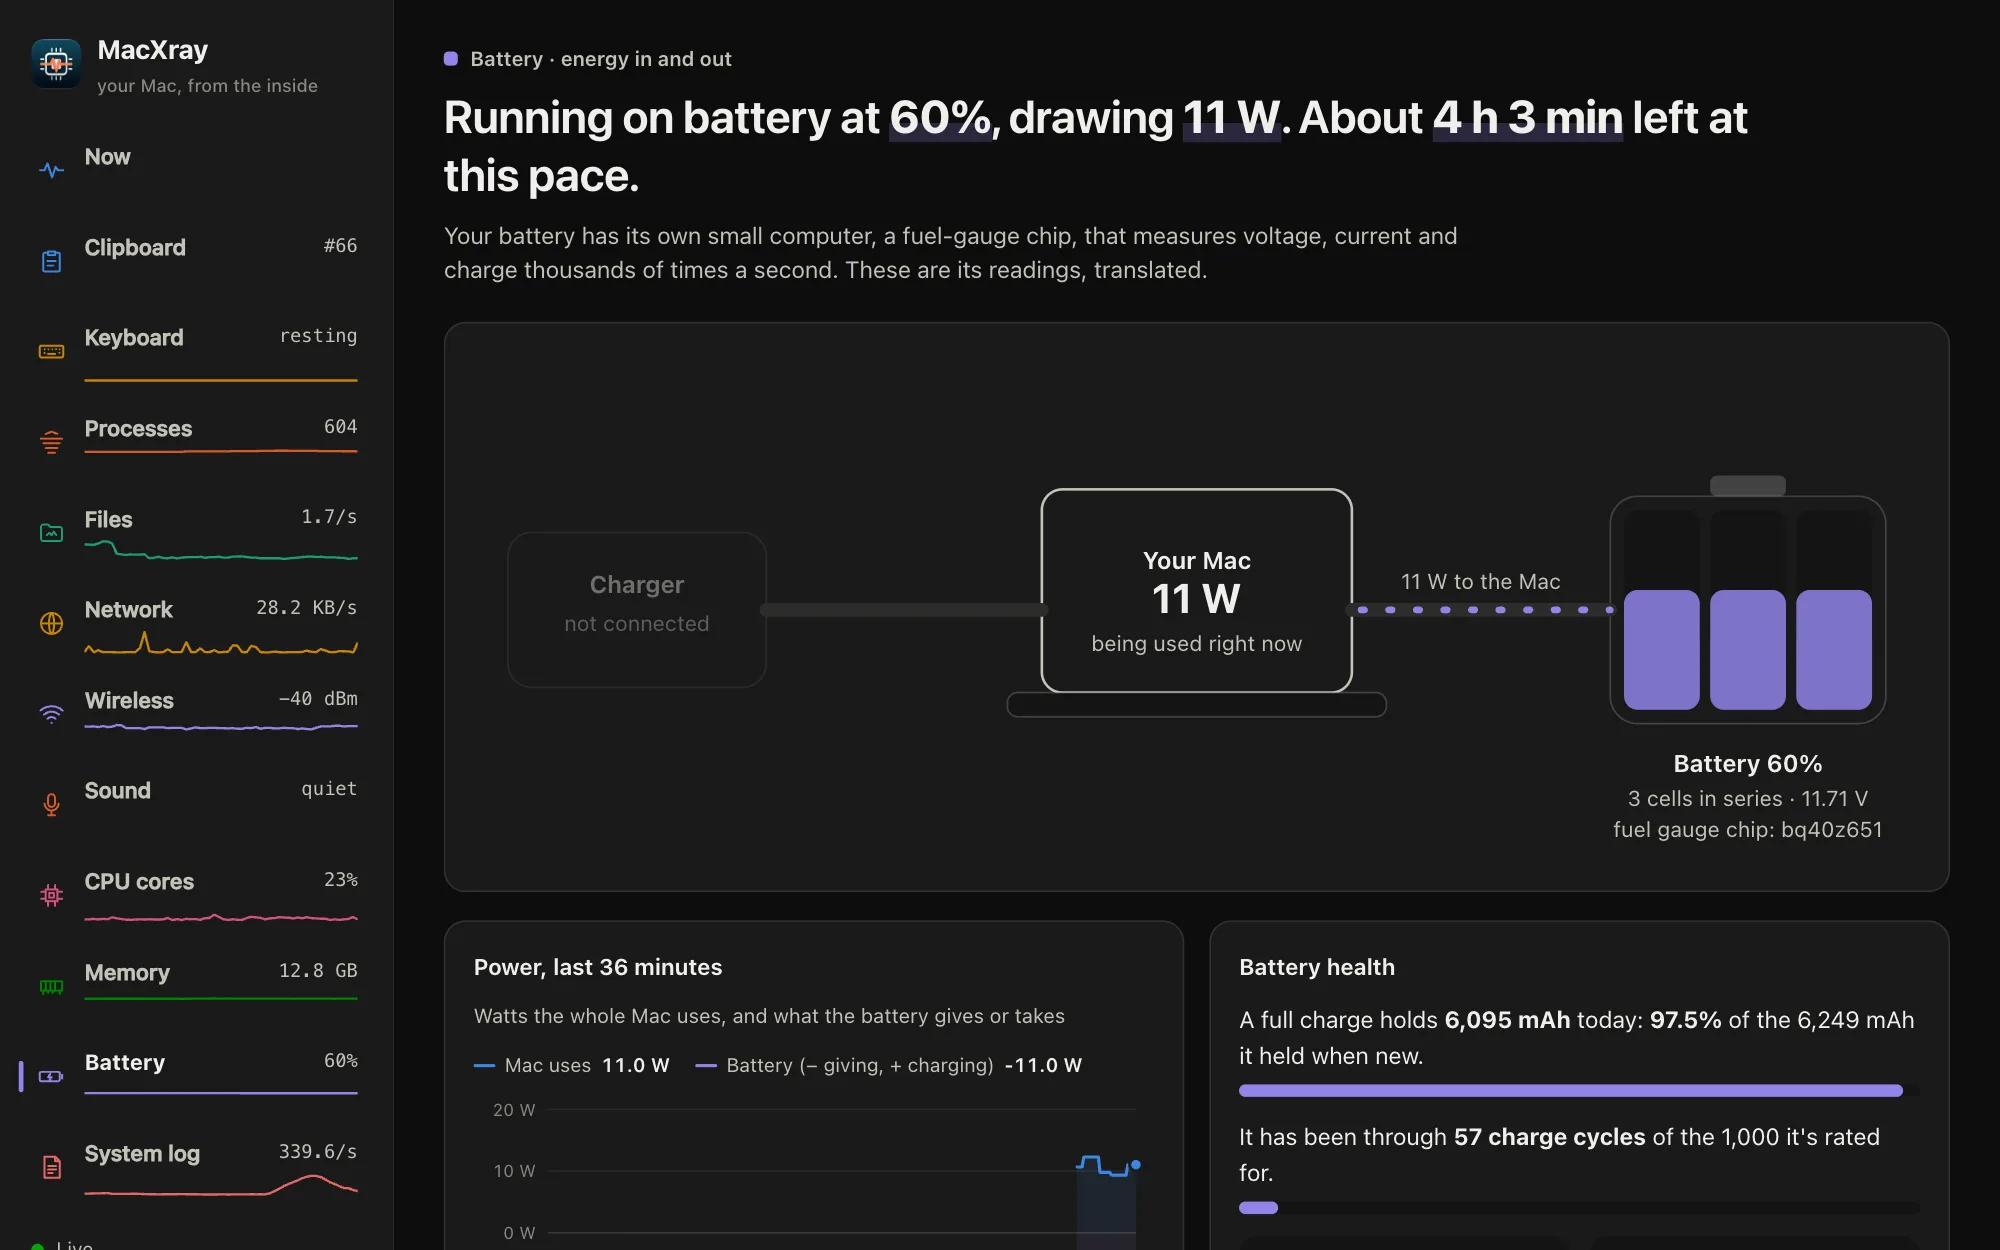 MacXray
your Mac, from the inside
Now
Clipboard #66
Keyboard resting
Processes 604
Files 1.7/s
Network 28.2 KB/s
Wireless −40 dBm
Sound quiet
CPU cores 23%
Memory 12.8 GB
Battery 60%
System log 339.6/s
Live
Battery · energy in and out
Running on battery at 60%, drawing 11 W. About 4 h 3 min left at
this pace.
Your battery has its own small computer, a fuel-gauge chip, that measures voltage, current and
charge thousands of times a second. These are its readings, translated.
Charger
not connected
Your Mac
11 W
being used right now
11 W to the Mac
Battery 60%
3 cells in series · 11.71 V
fuel gauge chip: bq40z651
Power, last 36 minutes
Watts the whole Mac uses, and what the battery gives or takes
Mac uses 11.0 W Battery (− giving, + charging) -11.0 W
20 W
10 W
0 W
Battery health
A full charge holds 6,095 mAh today: 97.5% of the 6,249 mAh
it held when new.
It has been through 57 charge cycles of the 1,000 it's rated
for.